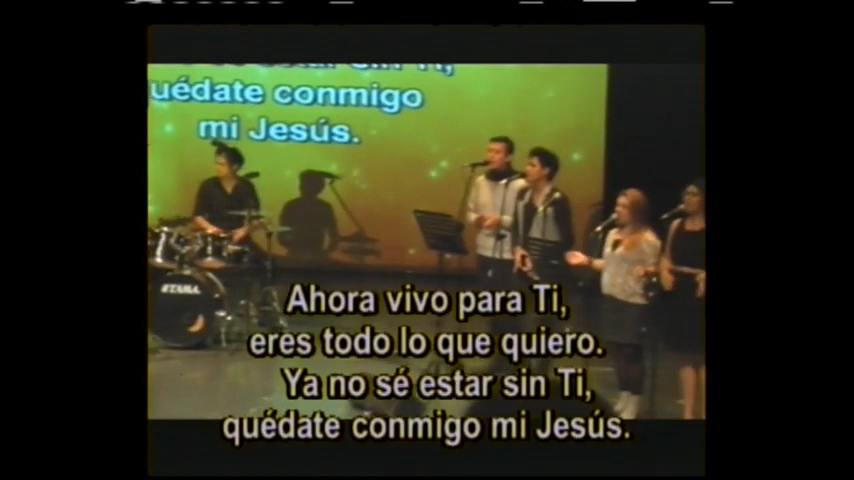 quédate conmigo
mi Jesús.
TAMA
Ahora vivo para Ti,
eres todo lo que quiero.
Ya no sé estar sin Ti,
quédate conmigo mi Jesús.